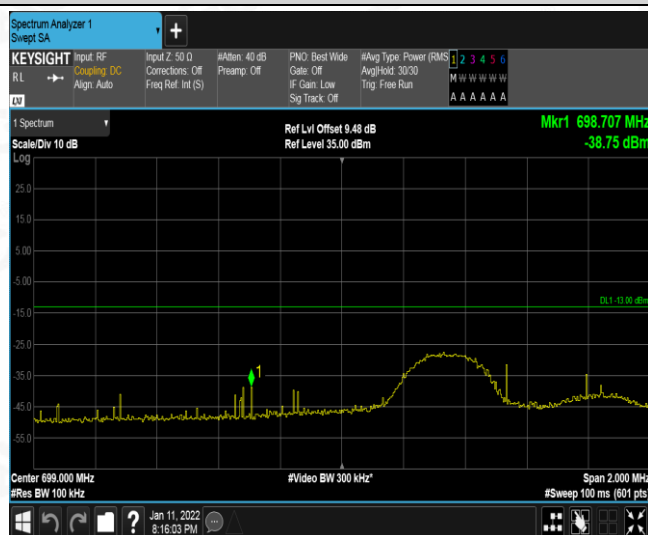 Spectrum Analyzer 1
Swept SA
+
KEYSIGHT
RL
LXI
Input: RF
Coupling: DC
Align: Auto
Input Z: 50 Ω
Corrections: Off
Freq Ref: Int (S)
#Atten: 40 dB
Preamp: Off
PNO: Best Wide
Gate: Off
IF Gain: Low
Sig Track: Off
#Avg Type: Power (RMS
Avg|Hold: 30/30
Trig: Free Run
1 2 3 4 5 6
M W W W W W
A A A A A A
1 Spectrum
Scale/Div 10 dB
Log
Ref Lvl Offset 9.48 dB
Ref Level 35.00 dBm
Mkr1 698.707 MHz
-38.75 dBm
25.0
15.0
5.00
-5.00
DL1 -13.00 dBm
-15.0
-25.0
-35.0
1
-45.0
-55.0
Center 699.000 MHz
#Res BW 100 kHz
#Video BW 300 kHz*
Span 2.000 MHz
#Sweep 100 ms (601 pts)
?
Jan 11, 2022
8:16:03 PM